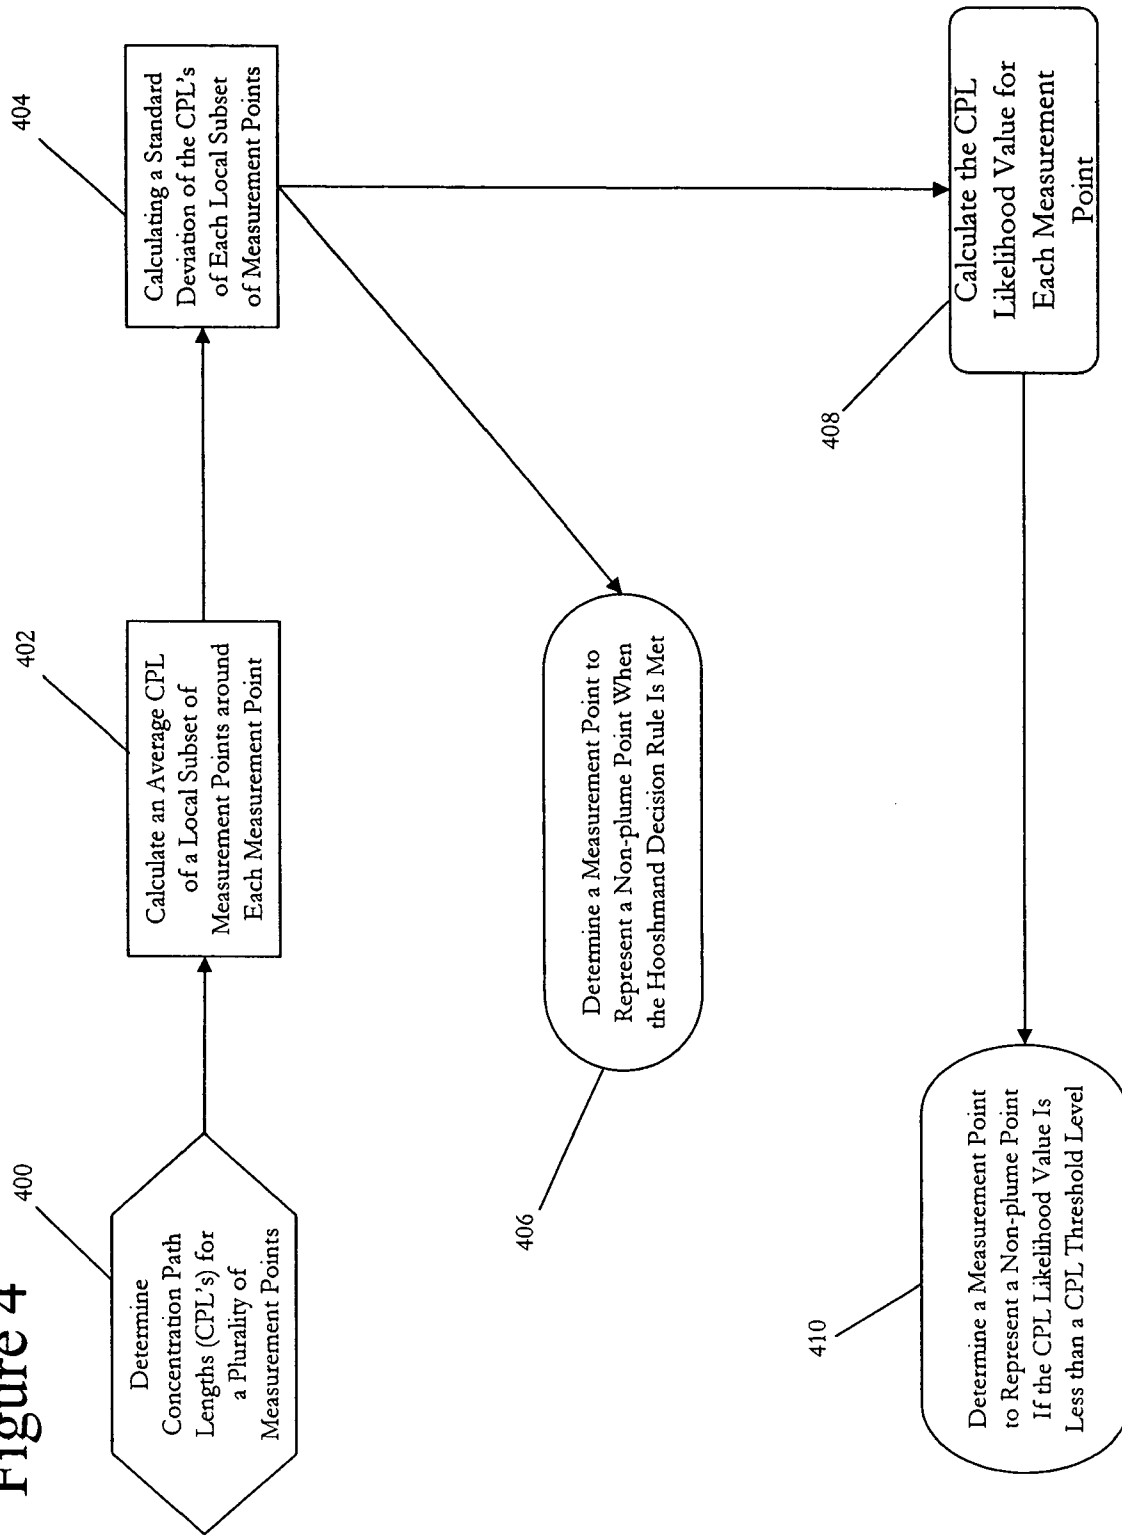 Figure 4
400
Determine
Concentration Path
Lengths (CPL's) for
a Plurality of
Measurement Points
402
Calculate an Average CPL
of a Local Subset of
Measurement Points around
Each Measurement Point
404
Calculating a Standard
Deviation of the CPL's
of Each Local Subset
of Measurement Points
406
Determine a Measurement Point to
Represent a Non-plume Point When
the Hooshmand Decision Rule Is Met
408
Calculate the CPL
Likelihood Value for
Each Measurement
Point
410
Determine a Measurement Point
to Represent a Non-plume Point
If the CPL Likelihood Value Is
Less than a CPL Threshold Level